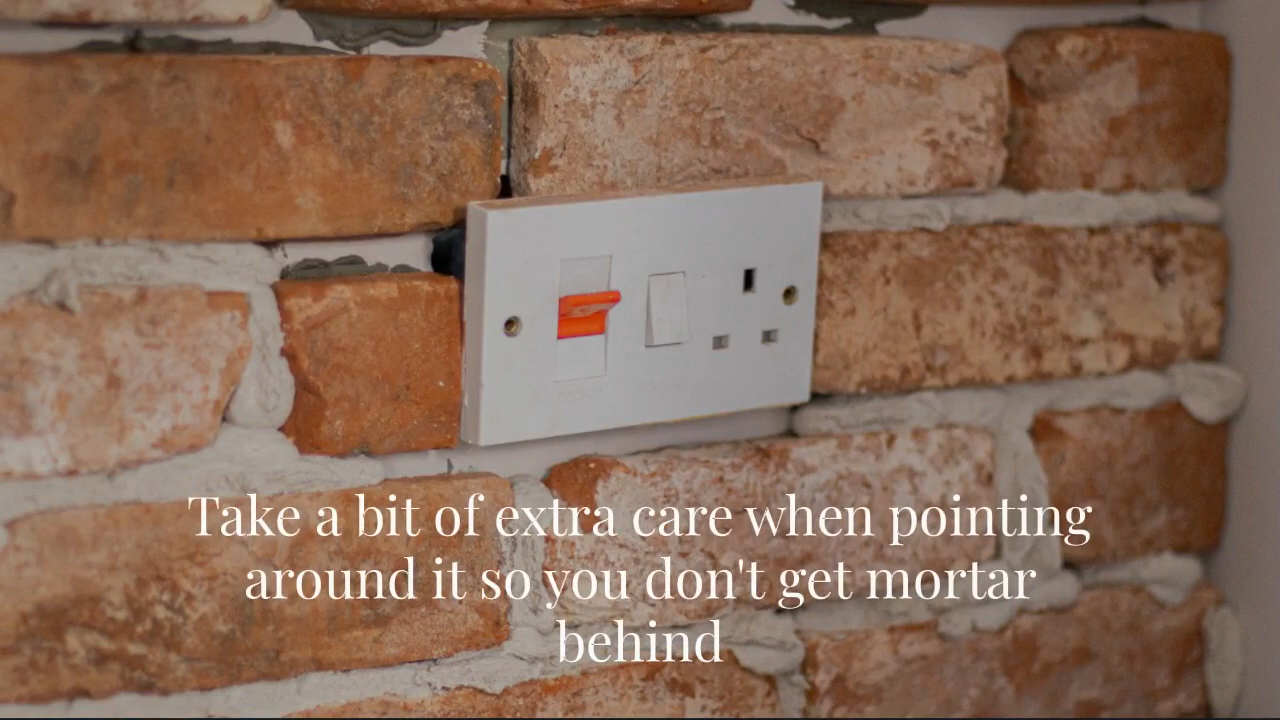 Take a bit of extra care when pointing
around it so you don't get mortar
behind